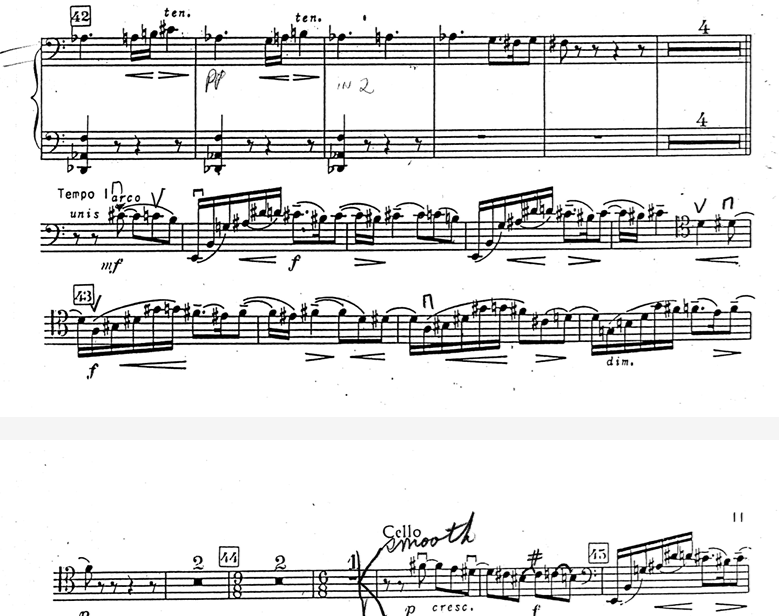 42 ten. ten.
pp in 2 4
4
Tempo I arco
unis
mf f
43
f dim.
11
Cello smooth
2 44 2 1 45
p p cresc. f